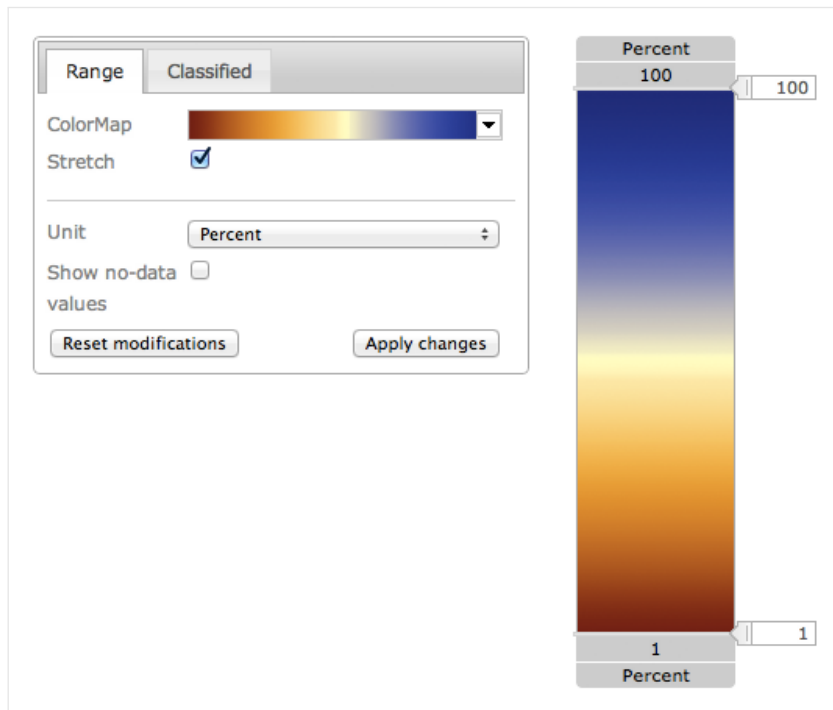 Range Classified
ColorMap
Stretch
Unit Percent
Show no-data
values
Reset modifications Apply changes
Percent
100 100
1 1
Percent